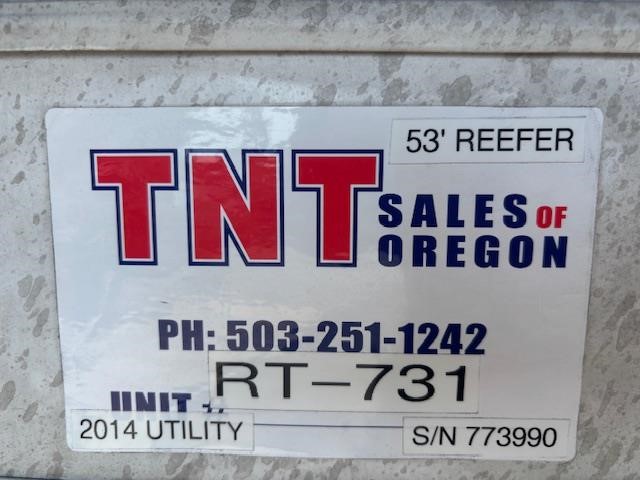 53' REEFER
TNT SALES OF
OREGON
PH: 503-251-1242
UNIT # RT-731
2014 UTILITY
S/N 773990